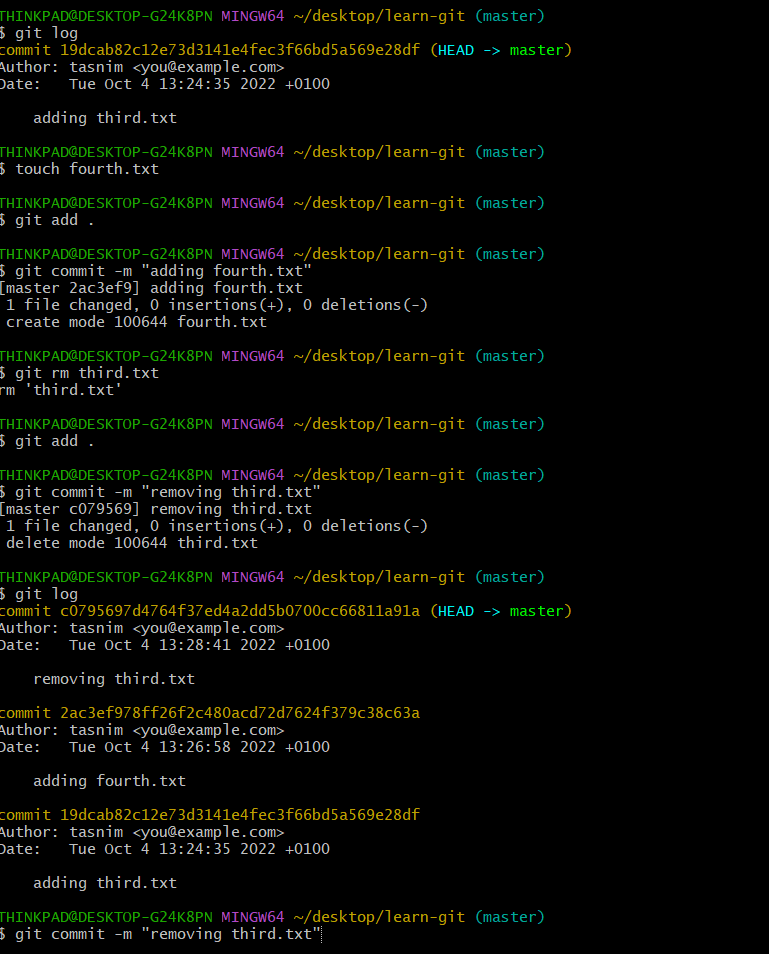 THINKPAD@DESKTOP-G24K8PN MINGW64 ~/desktop/learn-git (master)
$ git log
commit 19dcab82c12e73d3141e4fec3f66bd5a569e28df (HEAD -> master)
Author: tasnim <you@example.com>
Date:   Tue Oct 4 13:24:35 2022 +0100
    adding third.txt
THINKPAD@DESKTOP-G24K8PN MINGW64 ~/desktop/learn-git (master)
$ touch fourth.txt
THINKPAD@DESKTOP-G24K8PN MINGW64 ~/desktop/learn-git (master)
$ git add .
THINKPAD@DESKTOP-G24K8PN MINGW64 ~/desktop/learn-git (master)
$ git commit -m "adding fourth.txt"
[master 2ac3ef9] adding fourth.txt
 1 file changed, 0 insertions(+), 0 deletions(-)
 create mode 100644 fourth.txt
THINKPAD@DESKTOP-G24K8PN MINGW64 ~/desktop/learn-git (master)
$ git rm third.txt
rm 'third.txt'
THINKPAD@DESKTOP-G24K8PN MINGW64 ~/desktop/learn-git (master)
$ git add .
THINKPAD@DESKTOP-G24K8PN MINGW64 ~/desktop/learn-git (master)
$ git commit -m "removing third.txt"
[master c079569] removing third.txt
 1 file changed, 0 insertions(+), 0 deletions(-)
 delete mode 100644 third.txt
THINKPAD@DESKTOP-G24K8PN MINGW64 ~/desktop/learn-git (master)
$ git log
commit c0795697d4764f37ed4a2dd5b0700cc66811a91a (HEAD -> master)
Author: tasnim <you@example.com>
Date:   Tue Oct 4 13:28:41 2022 +0100
    removing third.txt
commit 2ac3ef978ff26f2c480acd72d7624f379c38c63a
Author: tasnim <you@example.com>
Date:   Tue Oct 4 13:26:58 2022 +0100
    adding fourth.txt
commit 19dcab82c12e73d3141e4fec3f66bd5a569e28df
Author: tasnim <you@example.com>
Date:   Tue Oct 4 13:24:35 2022 +0100
    adding third.txt
THINKPAD@DESKTOP-G24K8PN MINGW64 ~/desktop/learn-git (master)
$ git commit -m "removing third.txt"